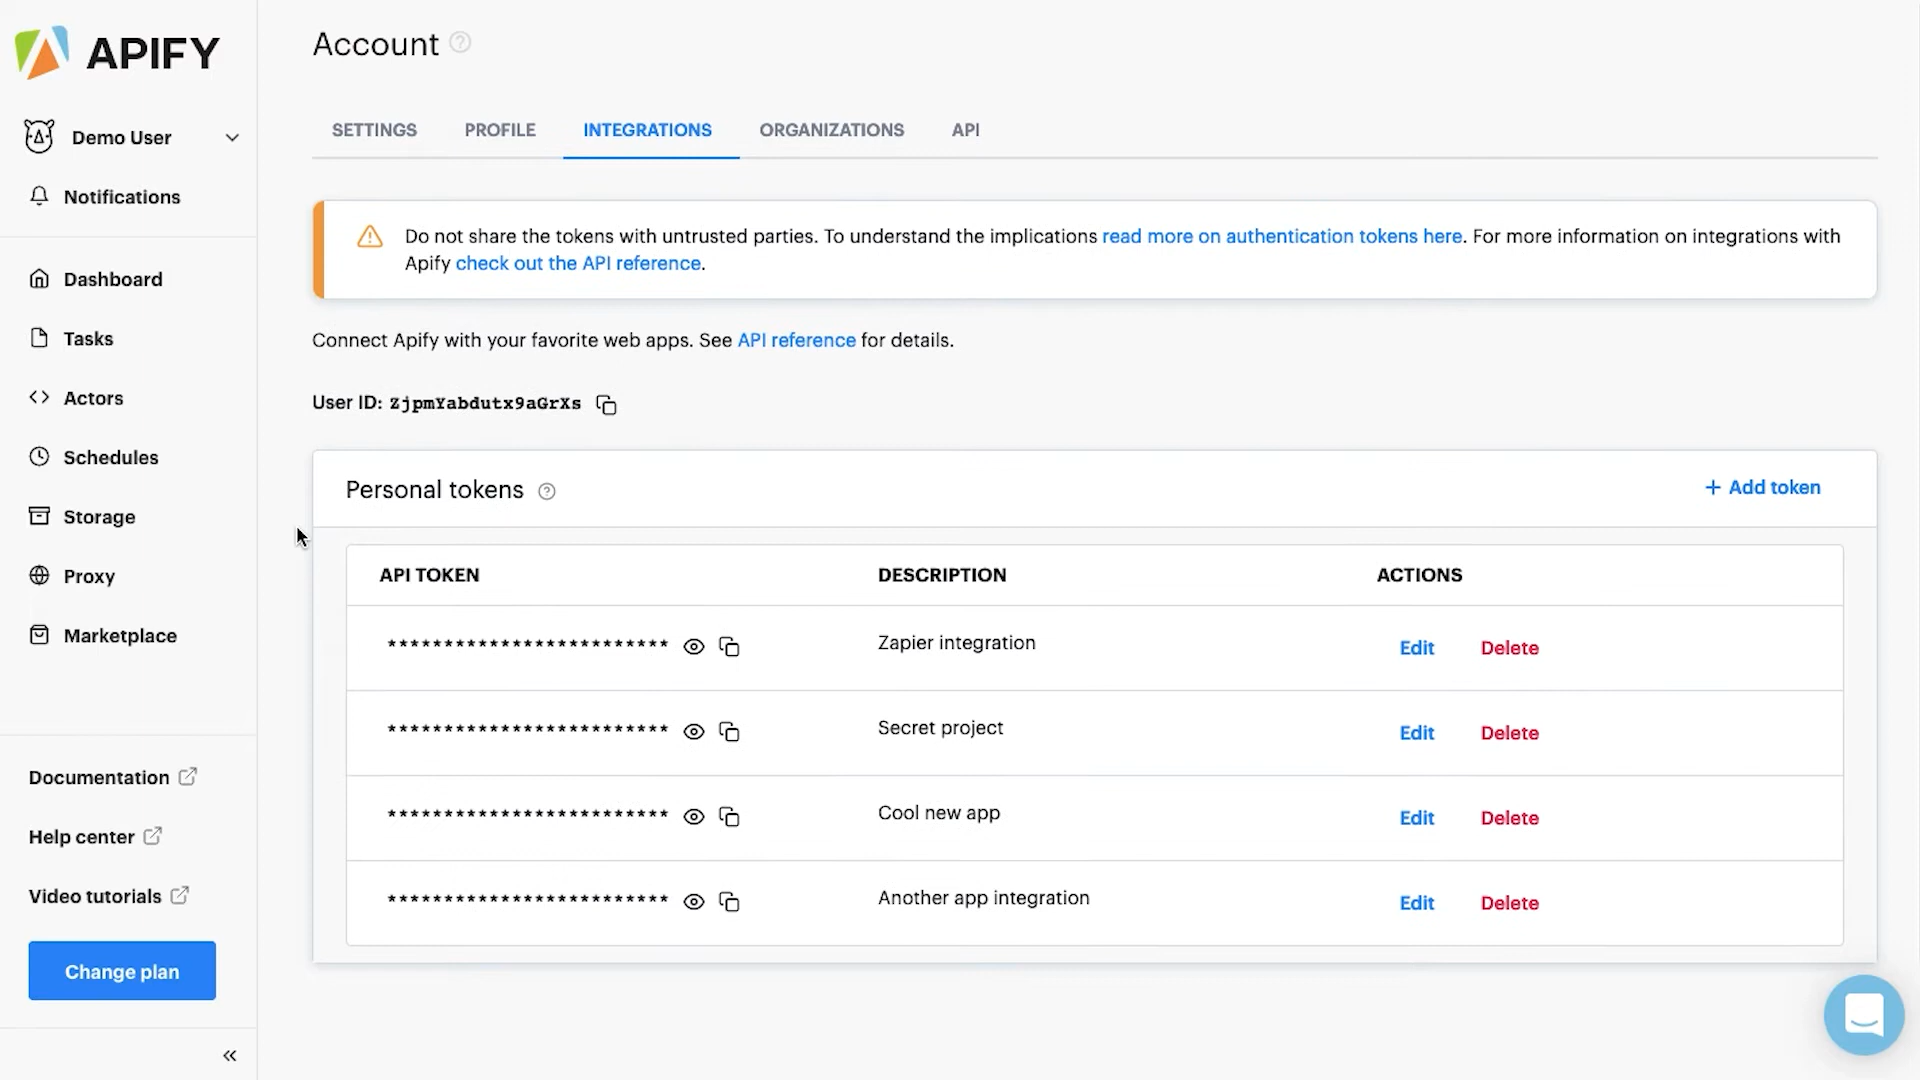 APIFY
Demo User
Notifications
Dashboard
Tasks
Actors
Schedules
Storage
Proxy
Marketplace
Documentation
Help center
Video tutorials
Change plan
Account
SETTINGS PROFILE INTEGRATIONS ORGANIZATIONS API
Do not share the tokens with untrusted parties. To understand the implications read more on authentication tokens here. For more information on integrations with
Apify check out the API reference.
Connect Apify with your favorite web apps. See API reference for details.
User ID: ZjpmYabdutx9aGrXs
Personal tokens
+ Add token
API TOKEN DESCRIPTION ACTIONS
************************* Zapier integration Edit Delete
************************* Secret project Edit Delete
************************* Cool new app Edit Delete
************************* Another app integration Edit Delete